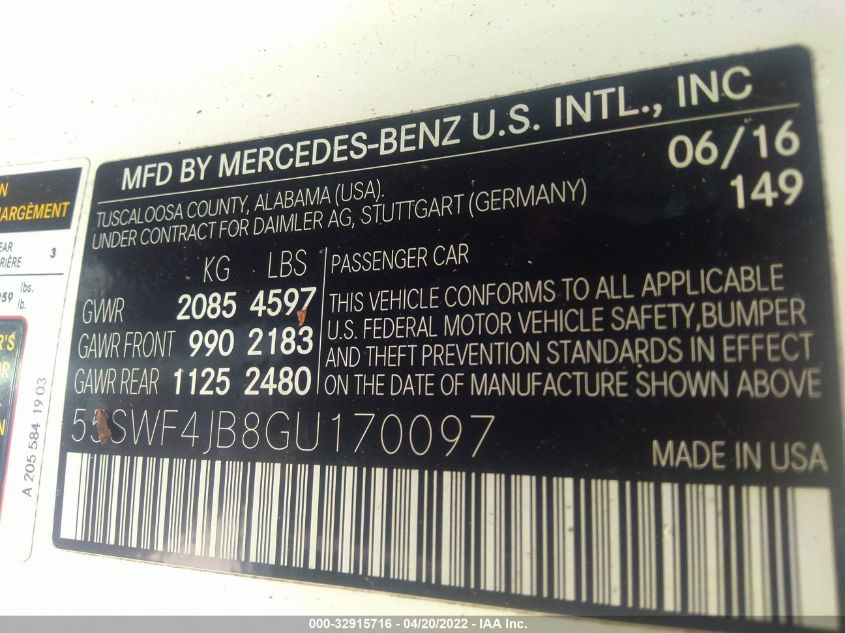 MFD BY MERCEDES-BENZ U.S. INTL., INC
06/16
TUSCALOOSA COUNTY, ALABAMA (USA)
149
UNDER CONTRACT FOR DAIMLER AG, STUTTGART (GERMANY)
KG LBS
GVWR 2085 4597
GAWR FRONT 990 2183
GAWR REAR 1125 2480
PASSENGER CAR
THIS VEHICLE CONFORMS TO ALL APPLICABLE
U.S. FEDERAL MOTOR VEHICLE SAFETY,BUMPER
AND THEFT PREVENTION STANDARDS IN EFFECT
ON THE DATE OF MANUFACTURE SHOWN ABOVE
55SWF4JB8GU170097
MADE IN USA
3
lbs.
lb.
A 205 584 19 03
000-32915716 - 04/20/2022 - IAA Inc.